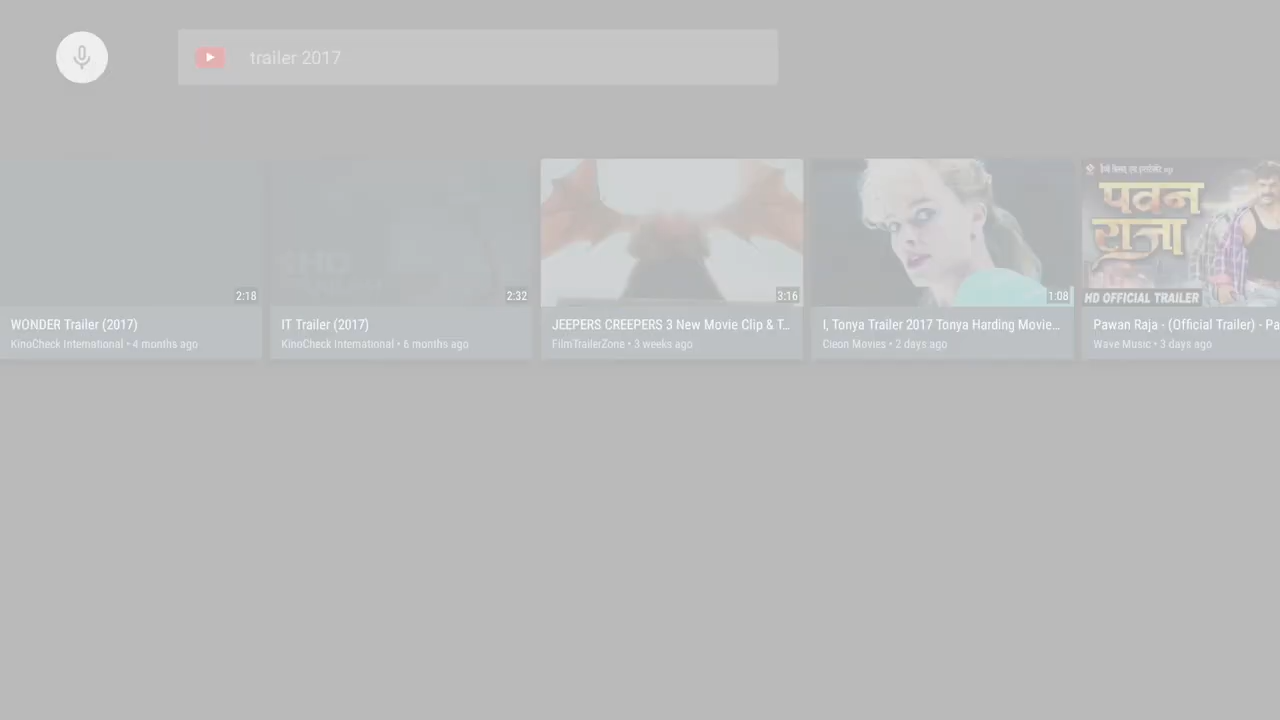 trailer 2017
2:18
2:32
3:16
1:08
पवन
राजा
HD OFFICIAL TRAILER
WONDER Trailer (2017)
KinoCheck International • 4 months ago
IT Trailer (2017)
KinoCheck International • 6 months ago
JEEPERS CREEPERS 3 New Movie Clip & T...
FilmTrailerZone • 3 weeks ago
I, Tonya Trailer 2017 Tonya Harding Movie...
Cieon Movies • 2 days ago
Pawan Raja - (Official Trailer) - Pa
Wave Music • 3 days ago